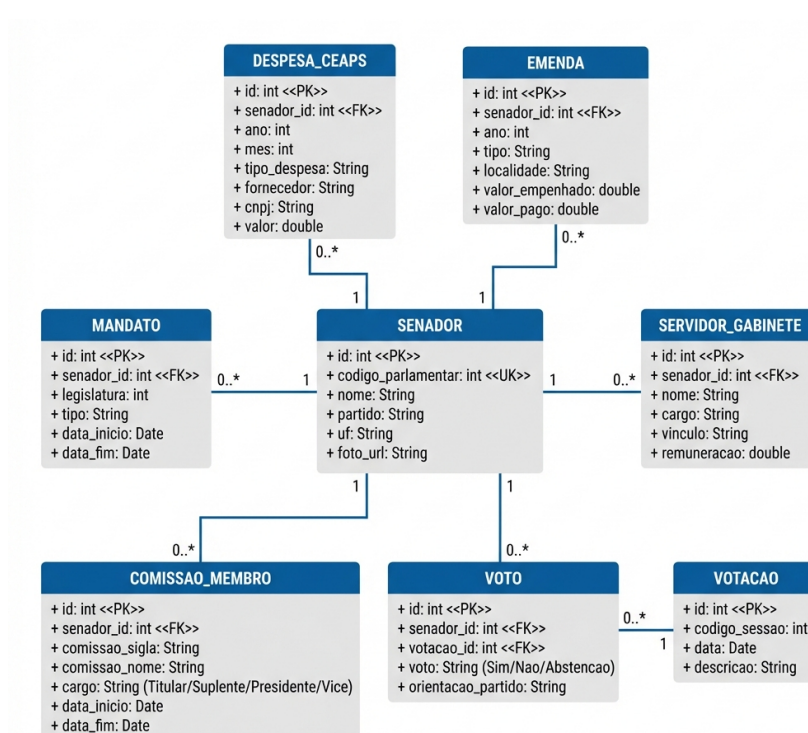 DESPESA_CEAPS
+ id: int <<PK>>
+ senador_id: int <<FK>>
+ ano: int
+ mes: int
+ tipo_despesa: String
+ fornecedor: String
+ cnpj: String
+ valor: double
0..*
1
EMENDA
+ id: int <<PK>>
+ senador_id: int <<FK>>
+ ano: int
+ tipo: String
+ localidade: String
+ valor_empenhado: double
+ valor_pago: double
0..*
1
MANDATO
+ id: int <<PK>>
+ senador_id: int <<FK>>
+ legislatura: int
+ tipo: String
+ data_inicio: Date
+ data_fim: Date
0..*
1
SENADOR
+ id: int <<PK>>
+ codigo_parlamentar: int <<UK>>
+ nome: String
+ partido: String
+ uf: String
+ foto_url: String
1
0..*
SERVIDOR_GABINETE
+ id: int <<PK>>
+ senador_id: int <<FK>>
+ nome: String
+ cargo: String
+ vinculo: String
+ remuneracao: double
1
0..*
COMISSAO_MEMBRO
+ id: int <<PK>>
+ senador_id: int <<FK>>
+ comissao_sigla: String
+ comissao_nome: String
+ cargo: String (Titular/Suplente/Presidente/Vice)
+ data_inicio: Date
+ data_fim: Date
1
0..*
VOTO
+ id: int <<PK>>
+ senador_id: int <<FK>>
+ votacao_id: int <<FK>>
+ voto: String (Sim/Nao/Abstencao)
+ orientacao_partido: String
0..*
1
VOTACAO
+ id: int <<PK>>
+ codigo_sessao: int
+ data: Date
+ descricao: String